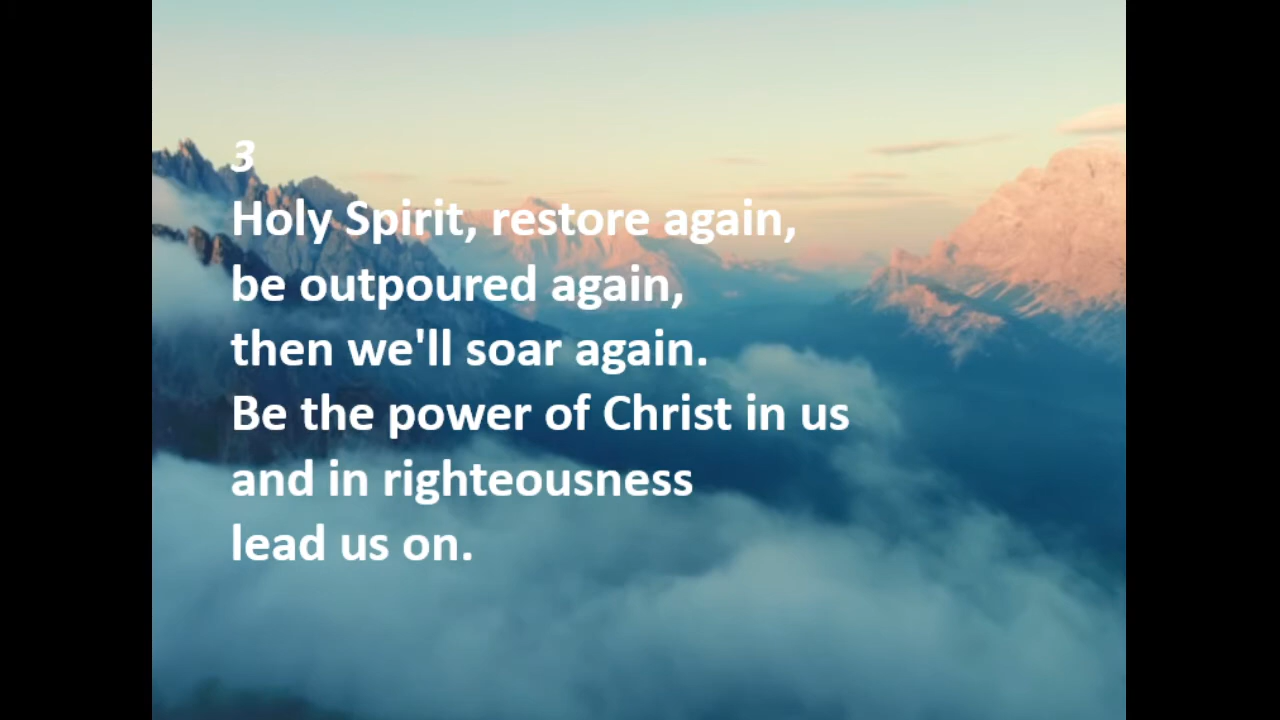 3
Holy Spirit, restore again,
be outpoured again,
then we'll soar again.
Be the power of Christ in us
and in righteousness
lead us on.